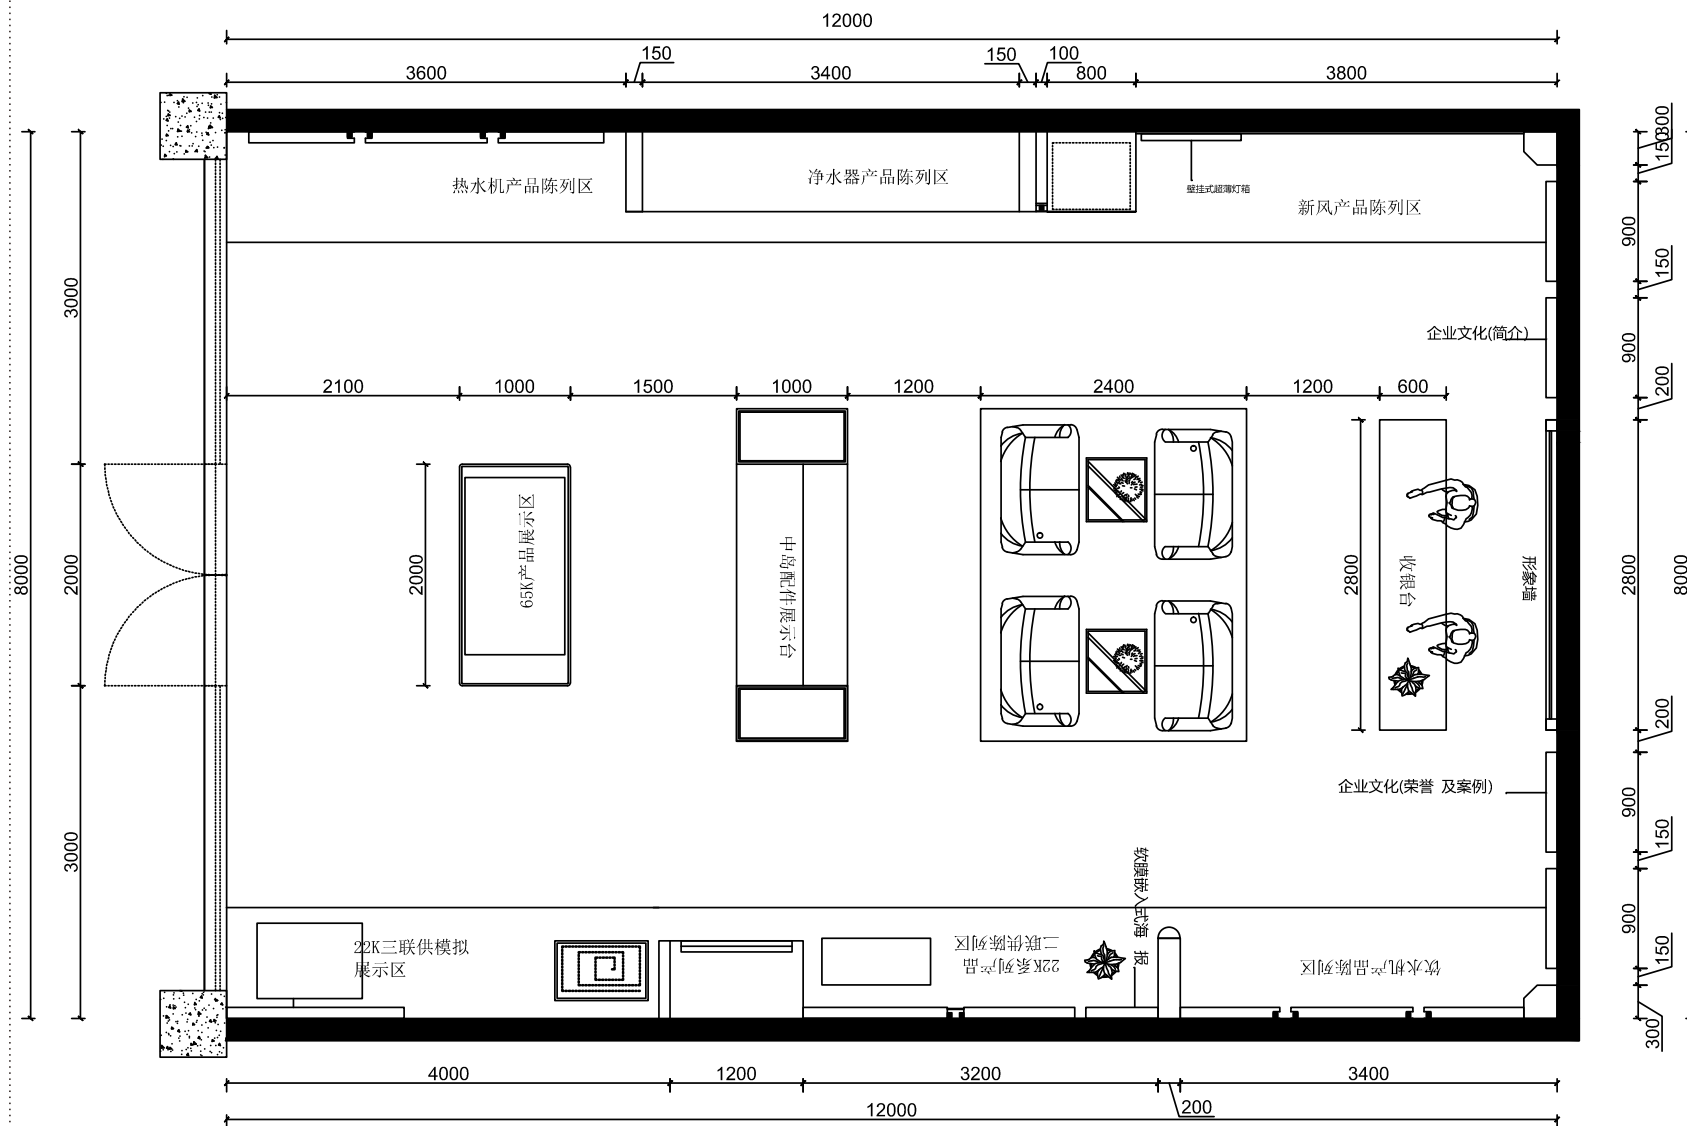 12000
150
150
100
3600
3400
800
3800
300
150
热水机产品陈列区
净水器产品陈列区
壁挂式超薄灯箱
新风产品陈列区
900
150
3000
企业文化(简介)
900
200
2100
1000
1500
1000
1200
2400
1200
600
8000
2000
2000
65K产品展示区
中岛配件展示台
2800
收银台
形象墙
2800
8000
200
企业文化(荣誉 及案例)
900
150
3000
软膜嵌入式海 报
22K三联供模拟
展示区
22K系列产品
二联供陈列区
饮水机产品陈列区
900
150
300
4000
1200
3200
3400
200
12000